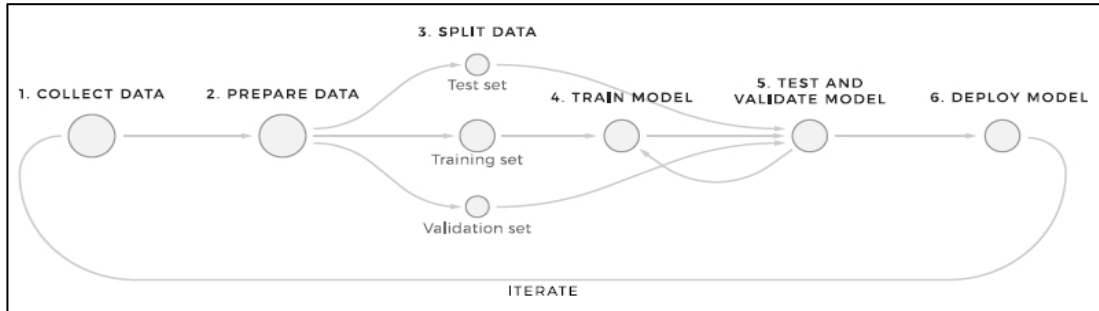 3. SPLIT DATA
Test set
1. COLLECT DATA
2. PREPARE DATA
4. TRAIN MODEL
5. TEST AND
VALIDATE MODEL
6. DEPLOY MODEL
Training set
Validation set
ITERATE